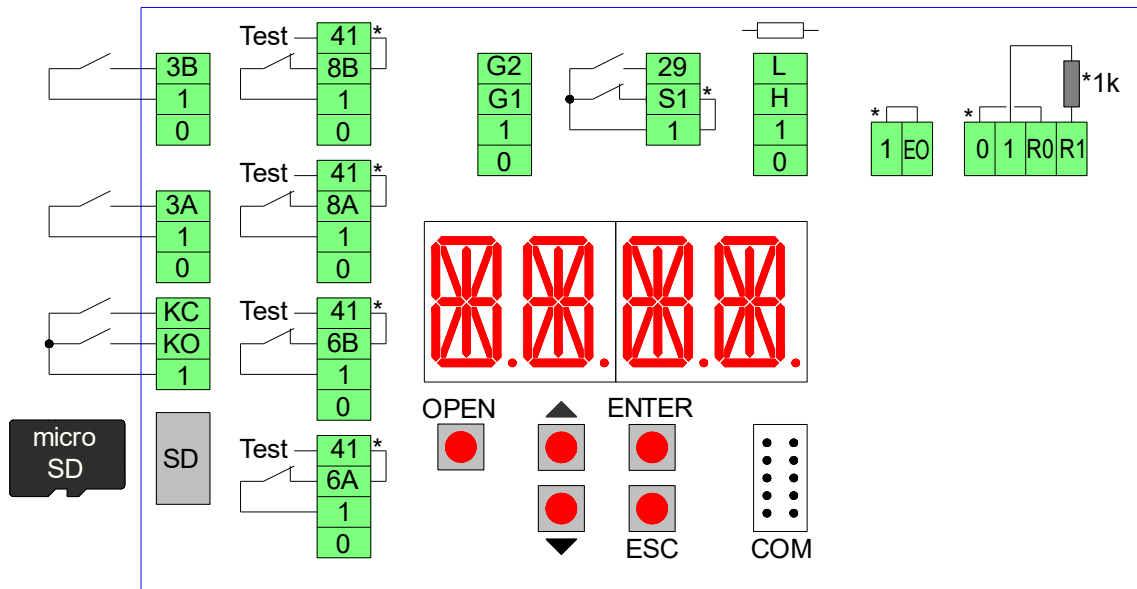 Test
41
*
8B
1
0
3B
1
0
Test
41
*
8A
1
0
3A
1
0
Test
41
*
6B
1
0
KC
KO
1
Test
41
*
6A
1
0
micro
SD
SD
G2
G1
1
0
29
S1
*
1
L
H
1
0
*
1 EO
*
0 1 R0 R1
*1k
OPEN
ENTER
ESC
COM